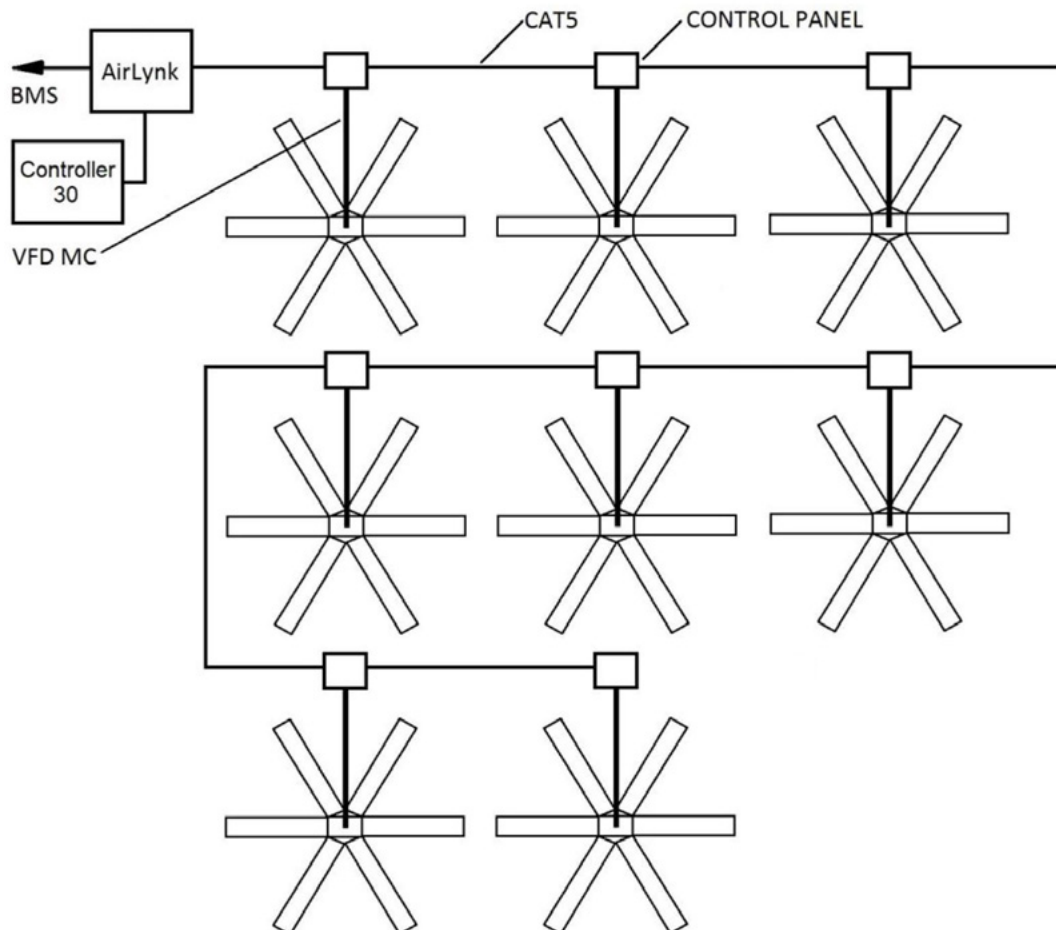 CAT5
CONTROL PANEL
AirLynk
BMS
Controller
30
VFD MC